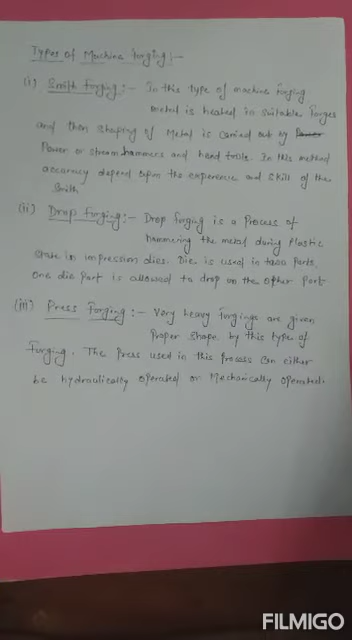 Types of Machine forging :-
(i) Smith forging :- In this type of machine forging
metal is heated in suitable forges
and then shaping of Metal is carried out by
Power or stream hammers and hand tools. In this method
accuracy depend upon the experience and skill of the
Smith
(ii) Drop forging :- Drop forging is a Process of
hammering the metal during Plastic
State in impression dies. Die is used in two Parts.
One die part is allowed to drop on the other Part
(iii) Press forging :- Very heavy forgings are given
Proper shape by this type of
forging. The Press used in this Process can either
be hydraulically operated or Mechanically operated.
FILMIGO